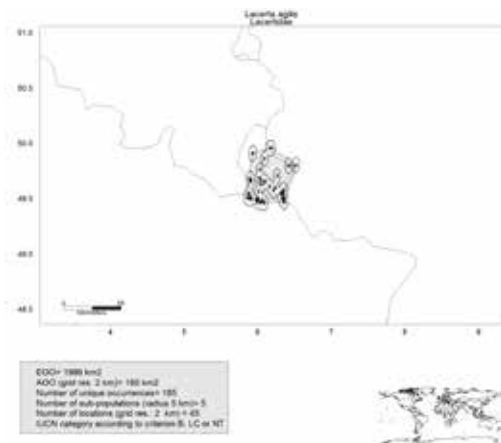 Lacerta agilis
Lacertidae
51.0
50.5
50.0
49.5
49.0
48.5
4
5
6
7
8
9
EOO= 1986 km2
AOO (grid res. 2 km)= 180 km2
Number of unique occurrences= 185
Number of sub-populations (radius 5 km)= 5
Number of locations (grid res.: 2 km) = 45
IUCN category according to criterion B: LC or NT